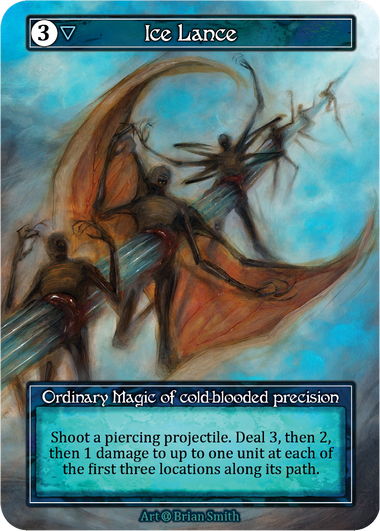 3 Ice Lance
Ordinary Magic of cold-blooded precision
Shoot a piercing projectile. Deal 3, then 2,
then 1 damage to up to one unit at each of
the first three locations along its path.
Art @ Brian Smith